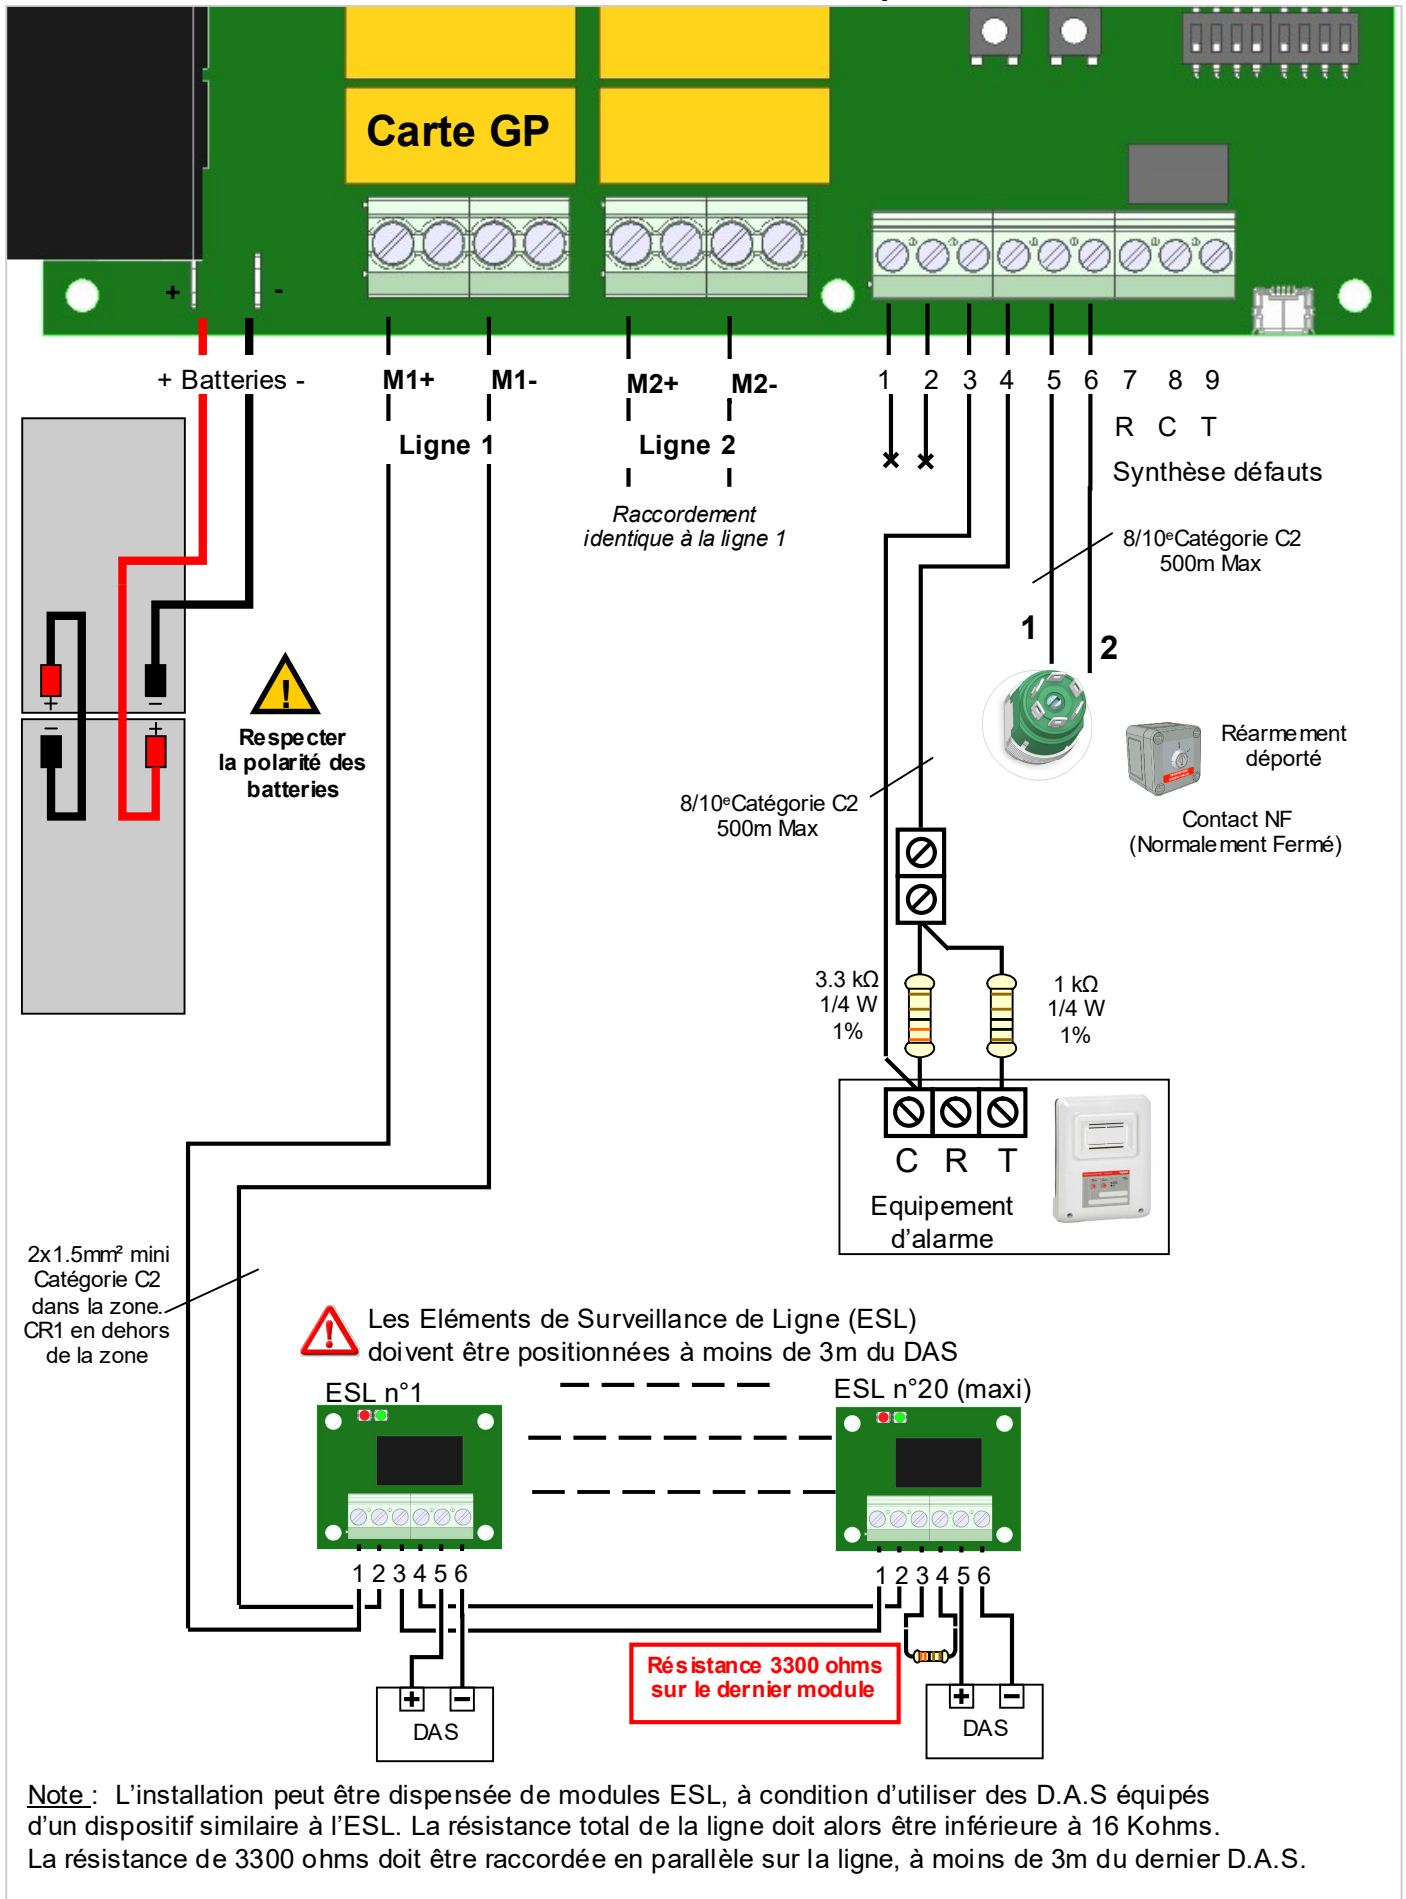 Carte GP
+ -
+ Batteries -
M1+ M1- M2+ M2- 1 2 3 4 5 6 7 8 9
R C T
Ligne 1
Ligne 2
Synthèse défauts
Raccordement
identique à la ligne 1
8/10eCatégorie C2
500m Max
1
2
+ -
- +
!
Respecter
la polarité des
batteries
Réarmement
déporté
8/10eCatégorie C2
500m Max
Contact NF
(Normalement Fermé)
3.3 kΩ
1/4 W
1%
1 kΩ
1/4 W
1%
C R T
Equipement
d'alarme
2x1.5mm² mini
Catégorie C2
dans la zone.
CR1 en dehors
de la zone
!
Les Eléments de Surveillance de Ligne (ESL)
doivent être positionnées à moins de 3m du DAS
ESL n°1
ESL n°20 (maxi)
1 2 3 4 5 6
1 2 3 4 5 6
Résistance 3300 ohms
sur le dernier module
+ -
DAS
+ -
DAS
Note : L'installation peut être dispensée de modules ESL, à condition d'utiliser des D.A.S équipés
d'un dispositif similaire à l'ESL. La résistance total de la ligne doit alors être inférieure à 16 Kohms.
La résistance de 3300 ohms doit être raccordée en parallèle sur la ligne, à moins de 3m du dernier D.A.S.